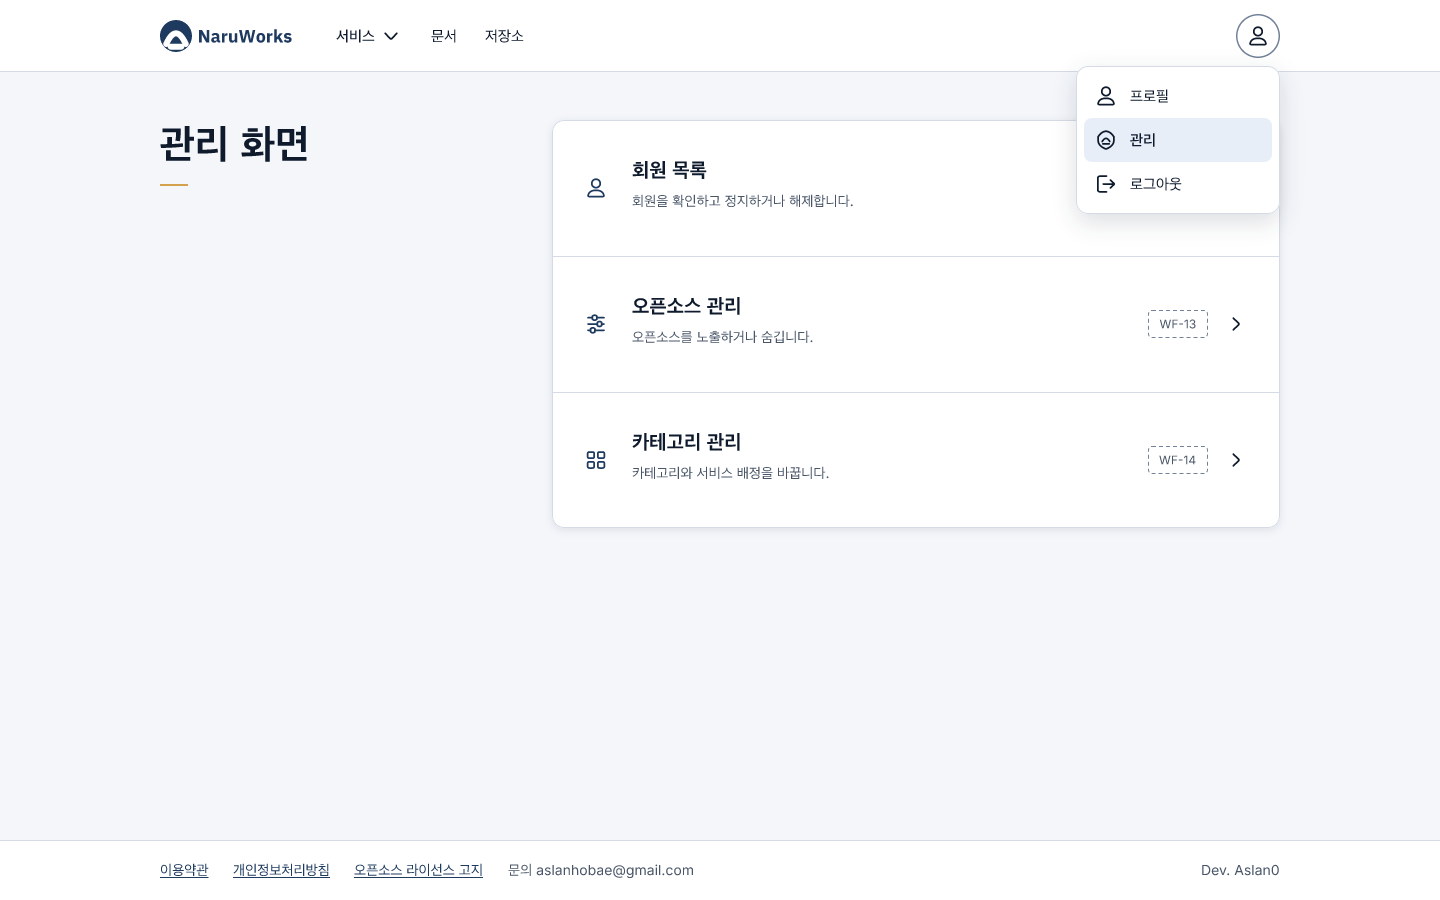 NaruWorks
서비스
문서
저장소
프로필
관리
로그아웃
관리 화면
회원 목록
회원을 확인하고 정지하거나 해제합니다.
오픈소스 관리
오픈소스를 노출하거나 숨깁니다.
WF-13
카테고리 관리
카테고리와 서비스 배정을 바꿉니다.
WF-14
이용약관
개인정보처리방침
오픈소스 라이선스 고지
문의 aslanhobae@gmail.com
Dev. Aslan0